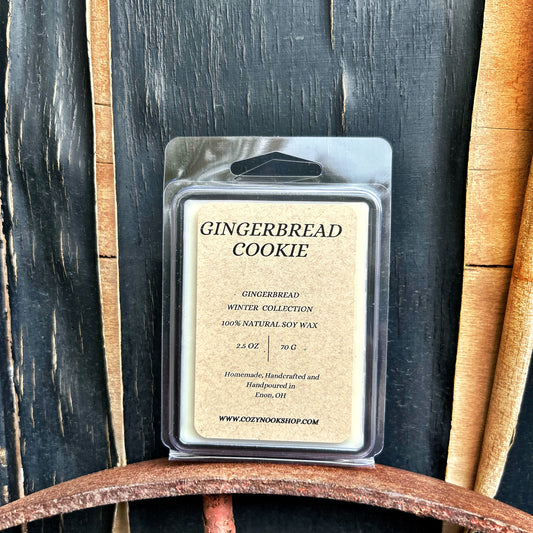 GINGERBREAD
COOKIE
GINGERBREAD
WINTER COLLECTION
100% NATURAL SOY WAX
2.5 OZ | 70 G
Homemade, Handcrafted and
Handpoured in
Enon, OH
WWW.COZYNOOKSHOP.COM